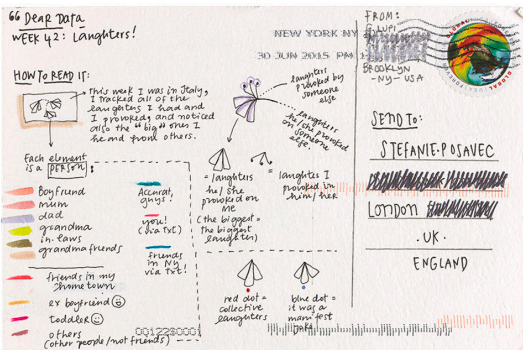 “ Dear Data
WEEK 42: Laughters!
HOW TO READ IT:
This week I was in Italy,
I tracked all of the
laughters I had and
I provoked, and noticed
also the "big" ones I
heard from others.
Each element
is a person:
Boyfriend
mum
dad
grandma
in-laws
grandma friends
friends in my
hometown
ex boyfriend
toddler
others
(other people/not friends)
Accurat,
guys!
you!
(via txt)
friends
in NY
via txt!
laughters
provoked by
someone
else
laughters
he/she provoked
on someone
else
= laughters
he/she
provoked on
me
(the biggest =
the biggest
laughter)
= laughter I
provoked in
him/her
red dot =
collective
laughters
blue dot =
it was a
manifest
joke
NEW YORK NY
30 JUN 2015 PM
FROM:
G. LUPI
BROOKLYN
-NY- USA
GLOBAL
FOREVER
SEND TO:
STEFANIE·POSAVEC
LONDON
·UK·
ENGLAND